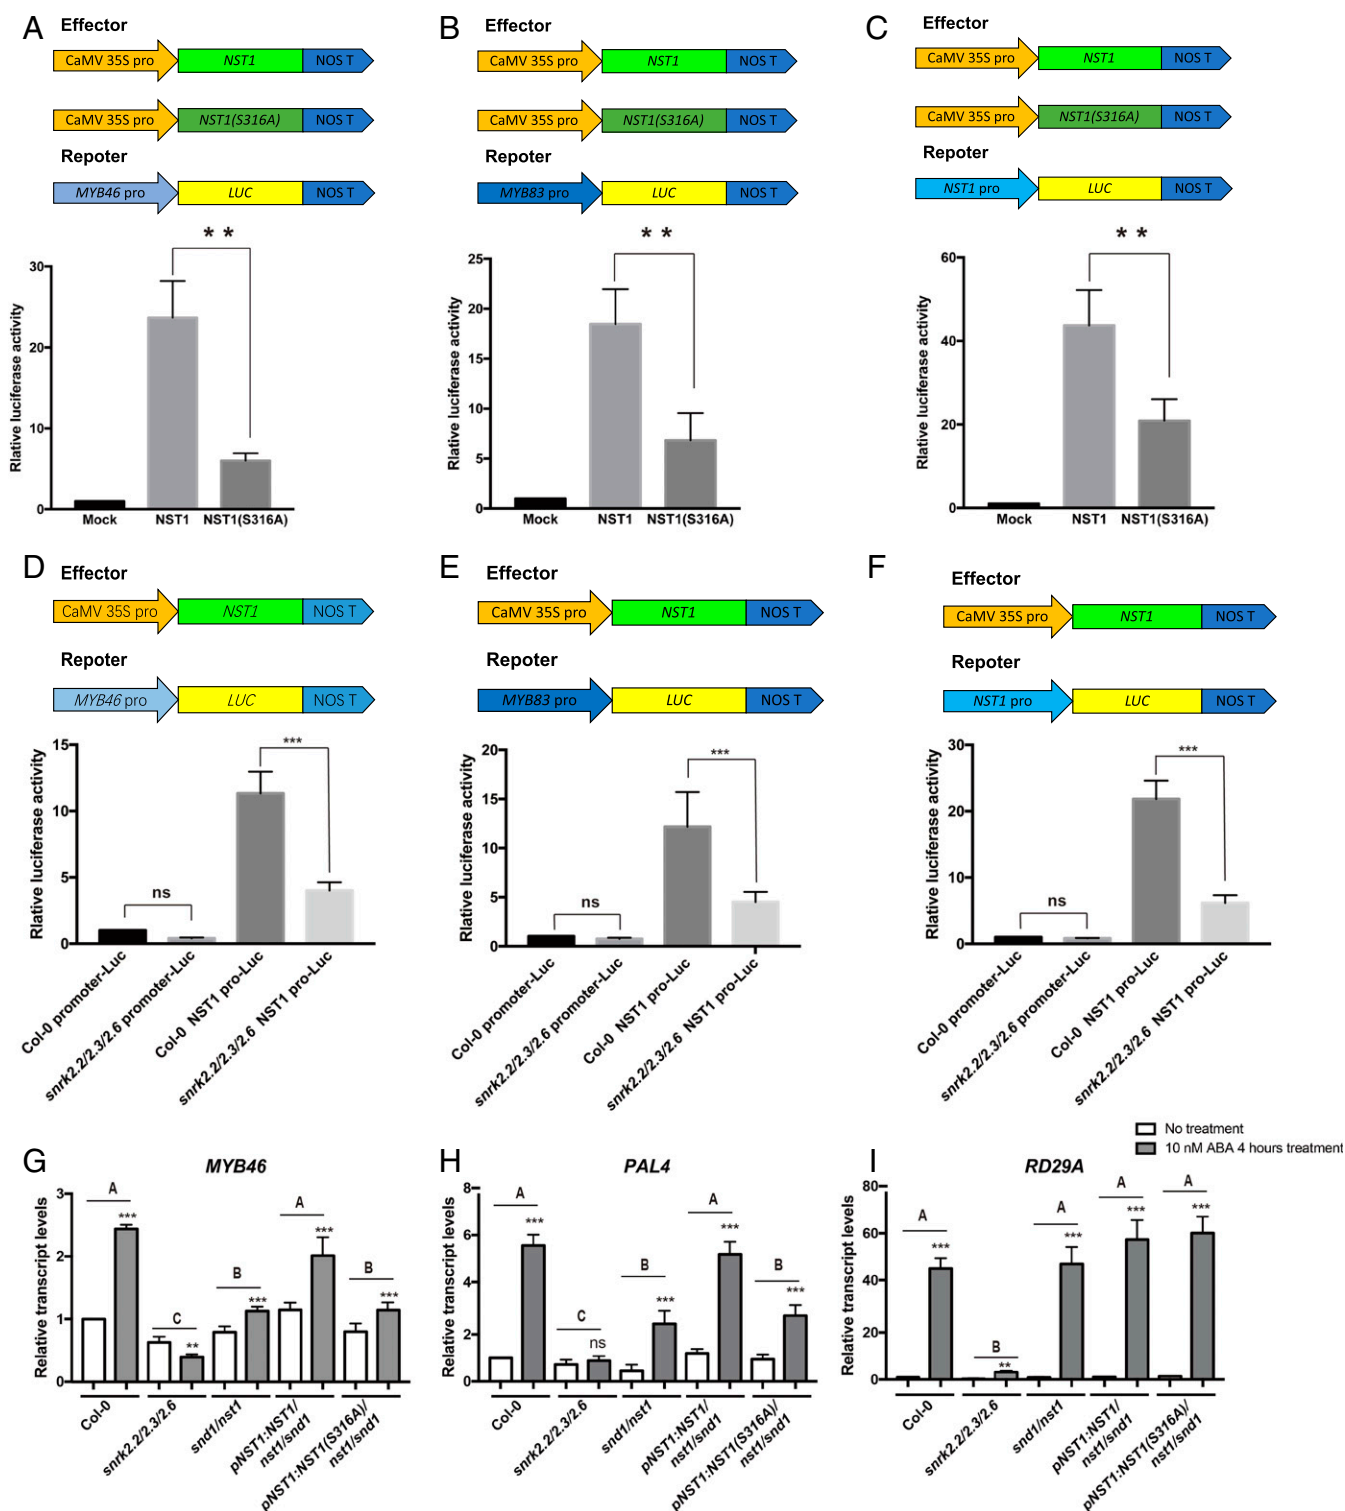 A
Effector
CaMV 35S pro NST1 NOS T
CaMV 35S pro NST1(S316A) NOS T
Repoter
MYB46 pro LUC NOS T
* *
Rlative luciferase activity
30
20
10
0
Mock NST1 NST1(S316A)
B
Effector
CaMV 35S pro NST1 NOS T
CaMV 35S pro NST1(S316A) NOS T
Repoter
MYB83 pro LUC NOS T
* *
Rlative luciferase activity
25
20
15
10
5
0
Mock NST1 NST1(S316A)
C
Effector
CaMV 35S pro NST1 NOS T
CaMV 35S pro NST1(S316A) NOS T
Repoter
NST1 pro LUC NOS T
* *
Rlative luciferase activity
60
40
20
0
Mock NST1 NST1(S316A)
D
Effector
CaMV 35S pro NST1 NOS T
Repoter
MYB46 pro LUC NOS T
Rlative luciferase activity
15
10
5
0
ns
***
Col-0 promoter-Luc
snrk2.2/2.3/2.6 promoter-Luc
Col-0 NST1 pro-Luc
snrk2.2/2.3/2.6 NST1 pro-Luc
E
Effector
CaMV 35S pro NST1 NOS T
Repoter
MYB83 pro LUC NOS T
Rlative luciferase activity
20
15
10
5
0
ns
***
Col-0 promoter-Luc
snrk2.2/2.3/2.6 promoter-Luc
Col-0 NST1 pro-Luc
snrk2.2/2.3/2.6 NST1 pro-Luc
F
Effector
CaMV 35S pro NST1 NOS T
Repoter
NST1 pro LUC NOS T
Rlative luciferase activity
30
20
10
0
ns
***
Col-0 promoter-Luc
snrk2.2/2.3/2.6 promoter-Luc
Col-0 NST1 pro-Luc
snrk2.2/2.3/2.6 NST1 pro-Luc
No treatment
10 nM ABA 4 hours treatment
G
MYB46
Relative transcript levels
3
2
1
0
A
***
C
**
B
***
A
***
B
***
Col-0
snrk2.2/2.3/2.6
snd1/nst1
pNST1:NST1/
nst1/snd1
pNST1:NST1(S316A)/
nst1/snd1
H
PAL4
Relative transcript levels
8
6
4
2
0
A
***
C
ns
B
***
A
***
B
***
Col-0
snrk2.2/2.3/2.6
snd1/nst1
pNST1:NST1/
nst1/snd1
pNST1:NST1(S316A)/
nst1/snd1
I
RD29A
Relative transcript levels
80
60
40
20
0
A
***
B
**
A
***
A
***
A
***
Col-0
snrk2.2/2.3/2.6
snd1/nst1
pNST1:NST1/
nst1/snd1
pNST1:NST1(S316A)/
nst1/snd1